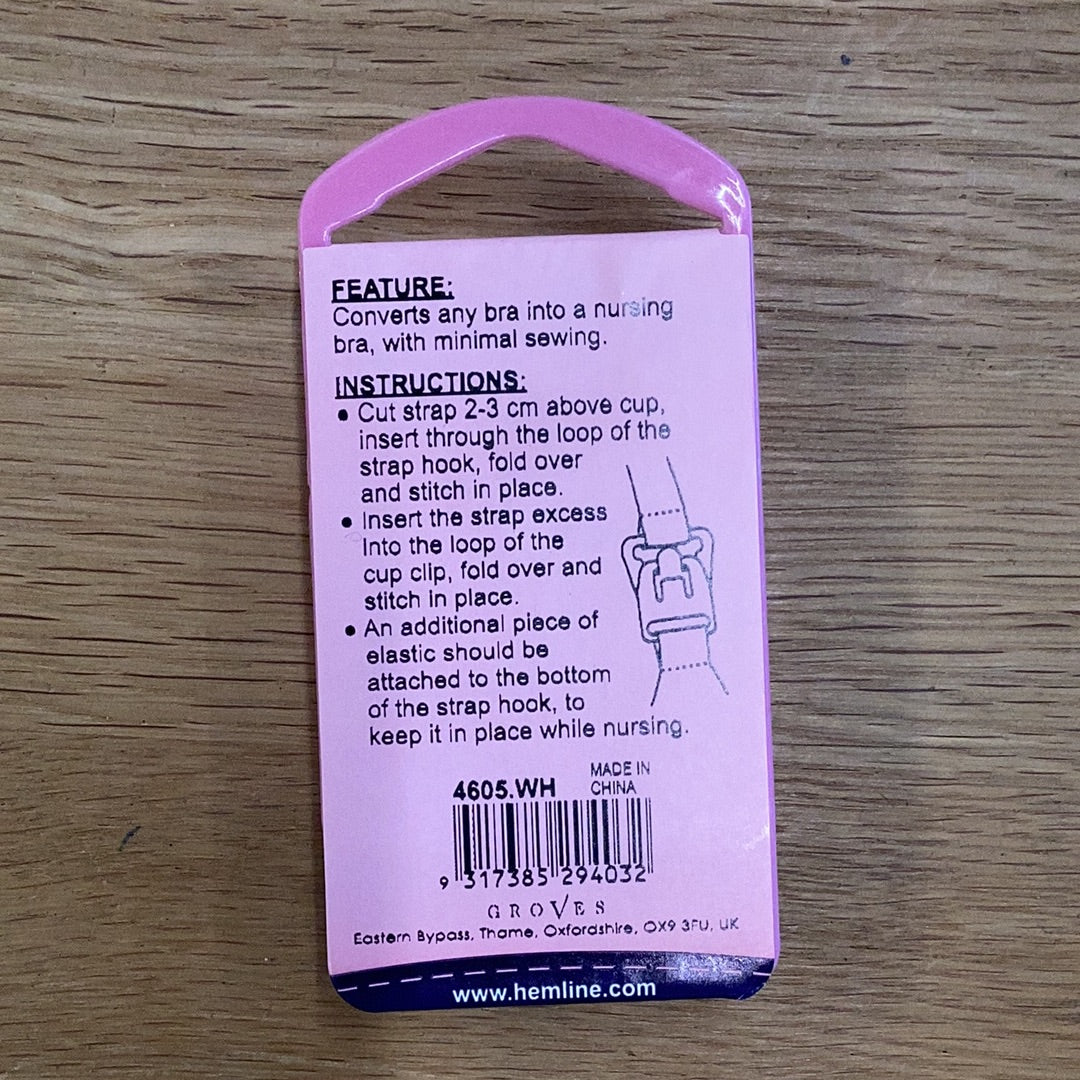 FEATURE:
Converts any bra into a nursing
bra, with minimal sewing.
INSTRUCTIONS:
• Cut strap 2-3 cm above cup,
insert through the loop of the
strap hook, fold over
and stitch in place.
• Insert the strap excess
Into the loop of the
cup clip, fold over and
stitch in place.
• An additional piece of
elastic should be
attached to the bottom
of the strap hook, to
keep it in place while nursing.
4605.WH MADE IN
CHINA
9 317385 294032
GROVES
Eastern Bypass, Thame, Oxfordshire, OX9 3FU, UK
www.hemline.com